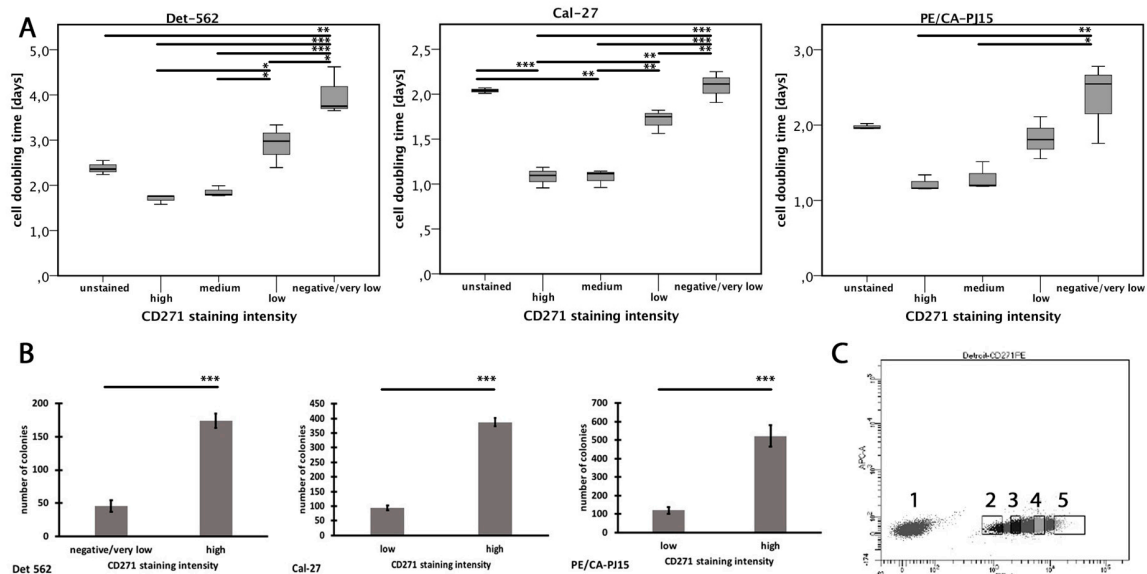 A
Det-562
Cal-27
PE/CA-PJ15
**
***
***
*
*
*
***
***
**
**
**
***
**
**
*
cell doubling time [days]
5,0
4,0
3,0
2,0
1,0
,0
unstained
high
medium
low
negative/very low
CD271 staining intensity
cell doubling time [days]
2,5
2,0
1,5
1,0
,5
,0
unstained
high
medium
low
negative/very low
CD271 staining intensity
cell doubling time [days]
3,0
2,0
1,0
,0
unstained
high
medium
low
negative/very low
CD271 staining intensity
B
***
number of colonies
200
150
100
50
0
negative/very low
high
CD271 staining intensity
Det 562
***
number of colonies
450
400
350
300
250
200
150
100
50
0
low
high
CD271 staining intensity
Cal-27
***
number of colonies
700
600
500
400
300
200
100
0
low
high
CD271 staining intensity
PE/CA-PJ15
C
Detroit-CD271PE
APC-A
1
2
3
4
5